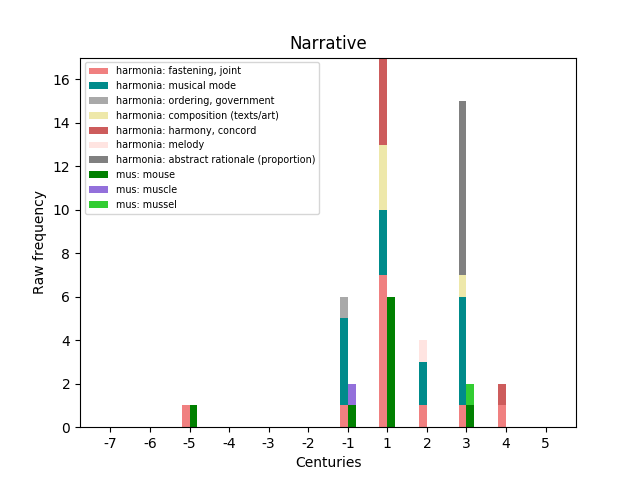 Narrative
harmonia: fastening, joint
harmonia: musical mode
harmonia: ordering, government
harmonia: composition (texts/art)
harmonia: harmony, concord
harmonia: melody
harmonia: abstract rationale (proportion)
mus: mouse
mus: muscle
mus: mussel
Raw frequency
16
14
12
10
8
6
4
2
0
-7 -6 -5 -4 -3 -2 -1 1 2 3 4 5
Centuries